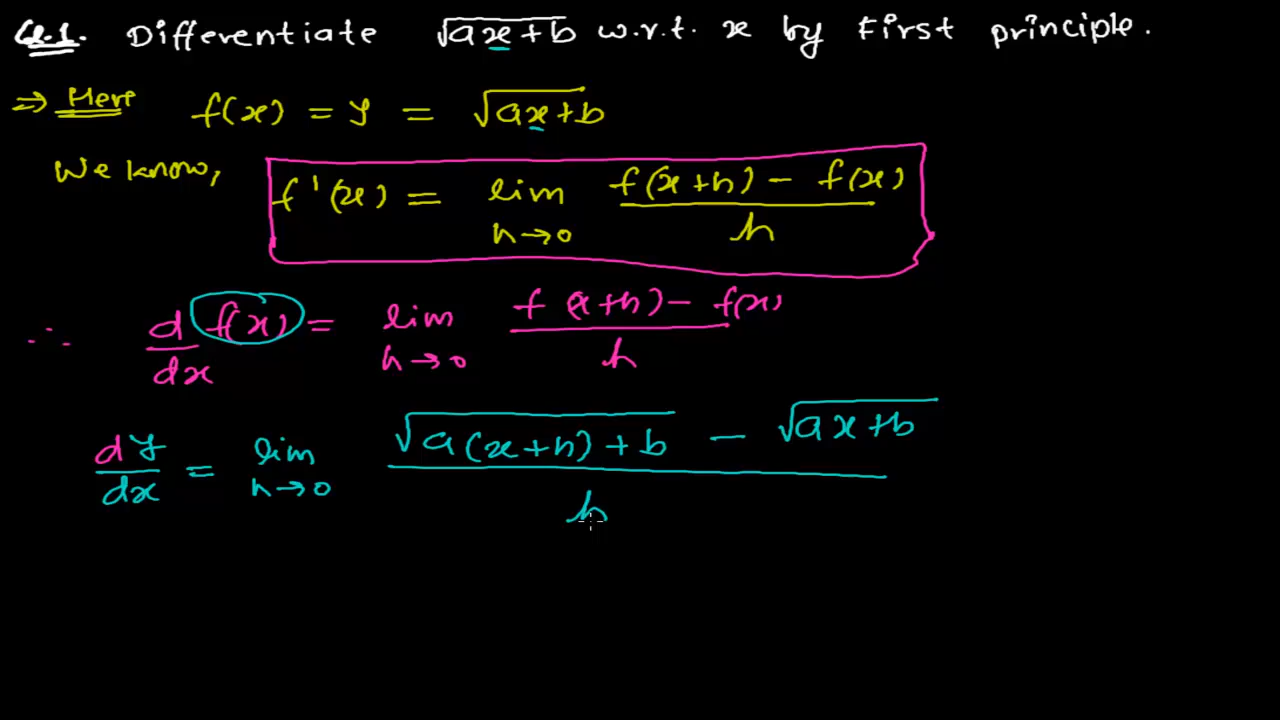 Q.1. Differentiate √(ax+b) w.r.t. x by First principle.
⇒ Here f(x) = y = √(ax+b)
We know, f'(x) = lim h→0 (f(x+h) - f(x))/h
∴ d/dx f(x) = lim h→0 (f(x+h) - f(x))/h
dy/dx = lim h→0 (√(a(x+h)+b) - √(ax+b))/h